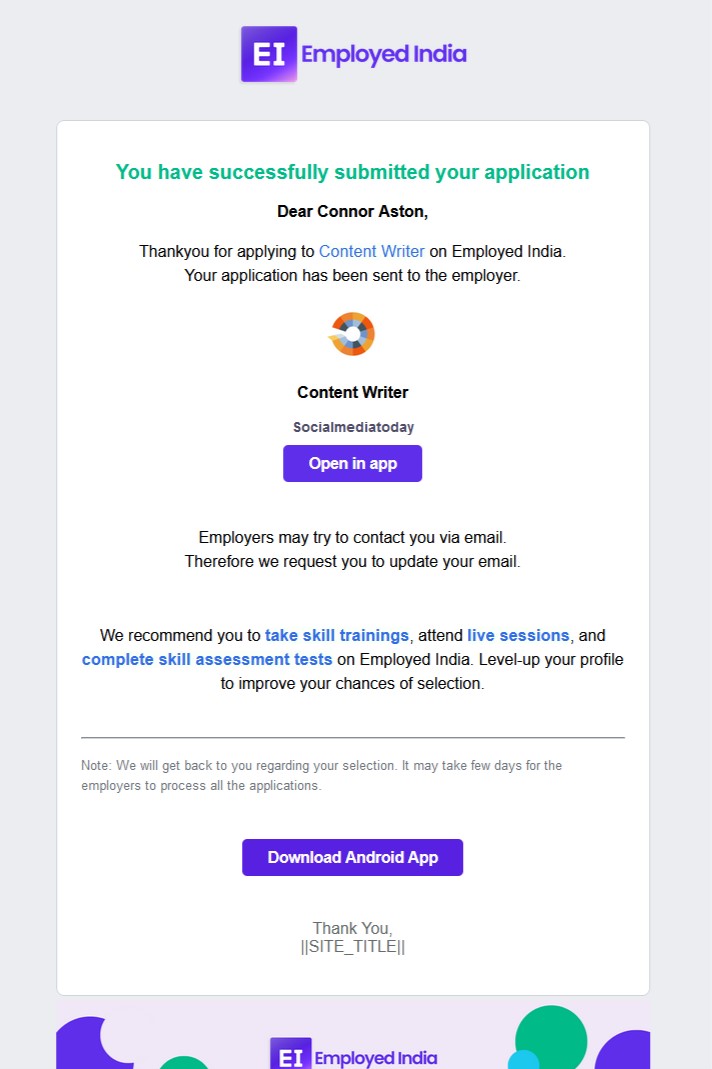 EI Employed India
You have successfully submitted your application
Dear Connor Aston,
Thankyou for applying to Content Writer on Employed India.
Your application has been sent to the employer.
Content Writer
Socialmediatoday
Open in app
Employers may try to contact you via email.
Therefore we request you to update your email.
We recommend you to take skill trainings, attend live sessions, and
complete skill assessment tests on Employed India. Level-up your profile
to improve your chances of selection.
Note: We will get back to you regarding your selection. It may take few days for the
employers to process all the applications.
Download Android App
Thank You,
||SITE_TITLE||
EI Employed India